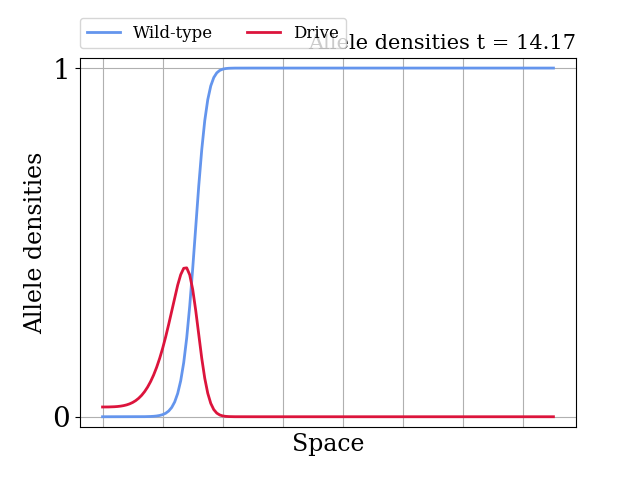 Wild-type Drive
Allele densities t = 14.17
1
0
Allele densities
Space